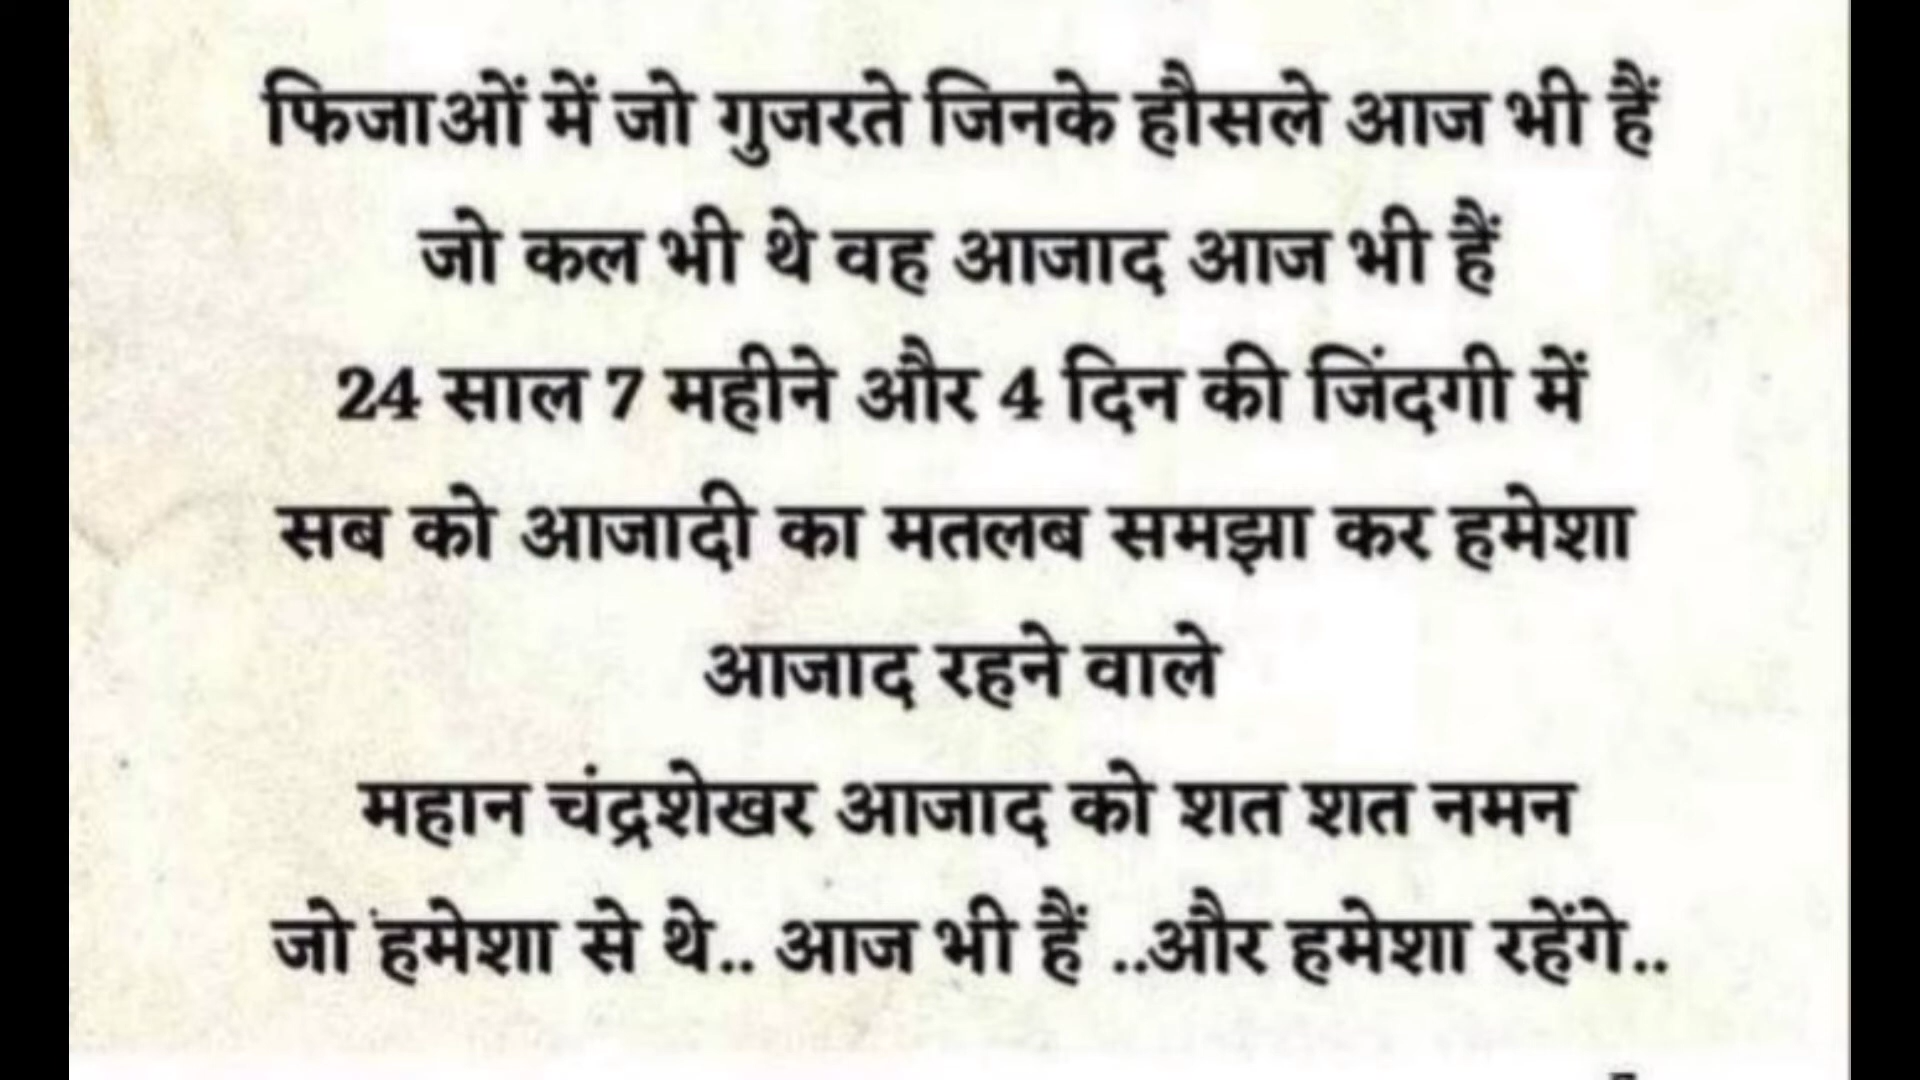 फिजाओं में जो गुजरते जिनके हौसले आज भी हैं
जो कल भी थे वह आजाद आज भी हैं
24 साल 7 महीने और 4 दिन की जिंदगी में
सब को आजादी का मतलब समझा कर हमेशा
आजाद रहने वाले
महान चंद्रशेखर आजाद को शत शत नमन
जो हमेशा से थे.. आज भी हैं ..और हमेशा रहेंगे..